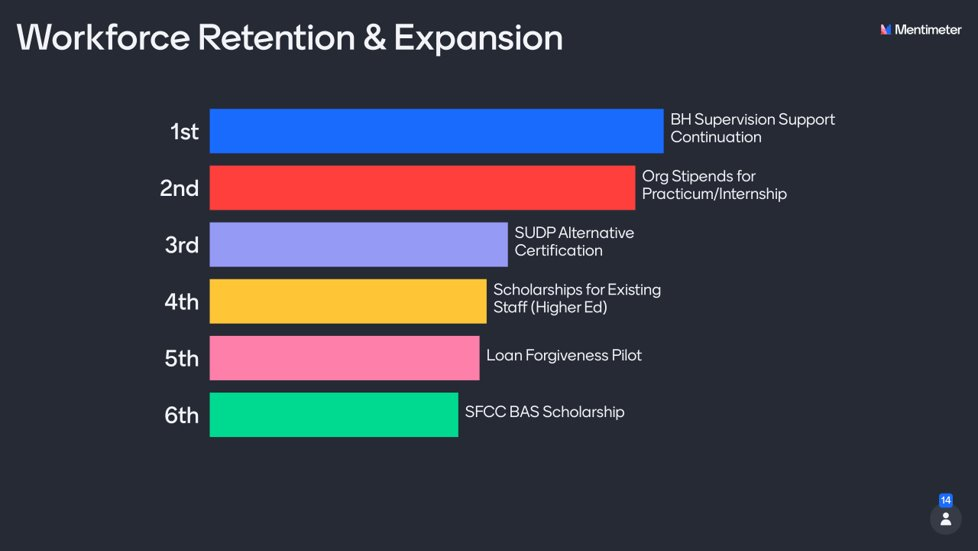 Workforce Retention & Expansion
Mentimeter
1st
BH Supervision Support
Continuation
2nd
Org Stipends for
Practicum/Internship
3rd
SUDP Alternative
Certification
4th
Scholarships for Existing
Staff (Higher Ed)
5th
Loan Forgiveness Pilot
6th
SFCC BAS Scholarship
14